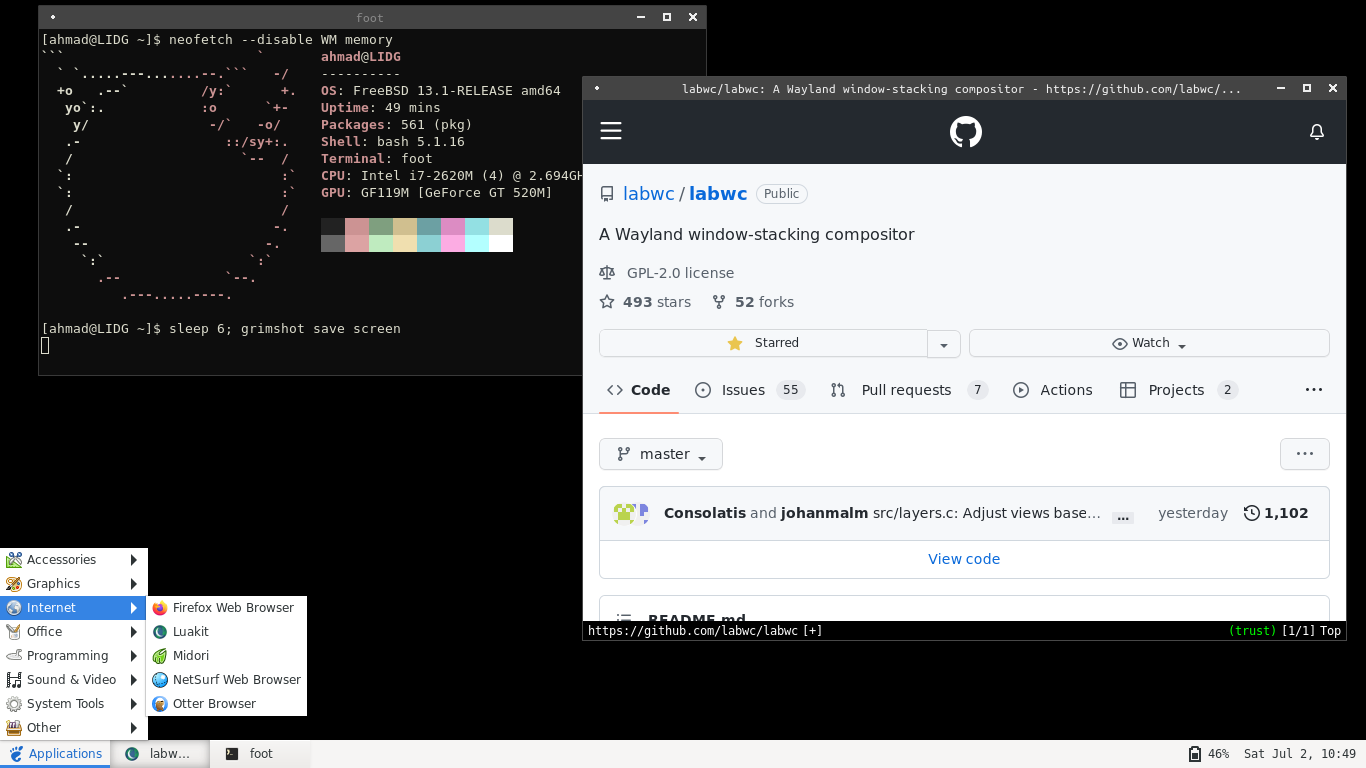 foot
[ahmad@LIDG ~]$ neofetch --disable WM memory
ahmad@LIDG
----------
OS: FreeBSD 13.1-RELEASE amd64
Uptime: 49 mins
Packages: 561 (pkg)
Shell: bash 5.1.16
Terminal: foot
CPU: Intel i7-2620M (4) @ 2.694GH
GPU: GF119M [GeForce GT 520M]
[ahmad@LIDG ~]$ sleep 6; grimshot save screen
labwc/labwc: A Wayland window-stacking compositor - https://github.com/labwc/...
labwc / labwc Public
A Wayland window-stacking compositor
GPL-2.0 license
493 stars 52 forks
Starred Watch
Code Issues 55 Pull requests 7 Actions Projects 2 ...
master ...
Consolatis and johanmalm src/layers.c: Adjust views base… ... yesterday 1,102
View code
README.md
https://github.com/labwc/labwc [+] (trust) [1/1] Top
Accessories
Graphics
Internet
Office
Programming
Sound & Video
System Tools
Other
Firefox Web Browser
Luakit
Midori
NetSurf Web Browser
Otter Browser
Applications labw... foot 46% Sat Jul 2, 10:49